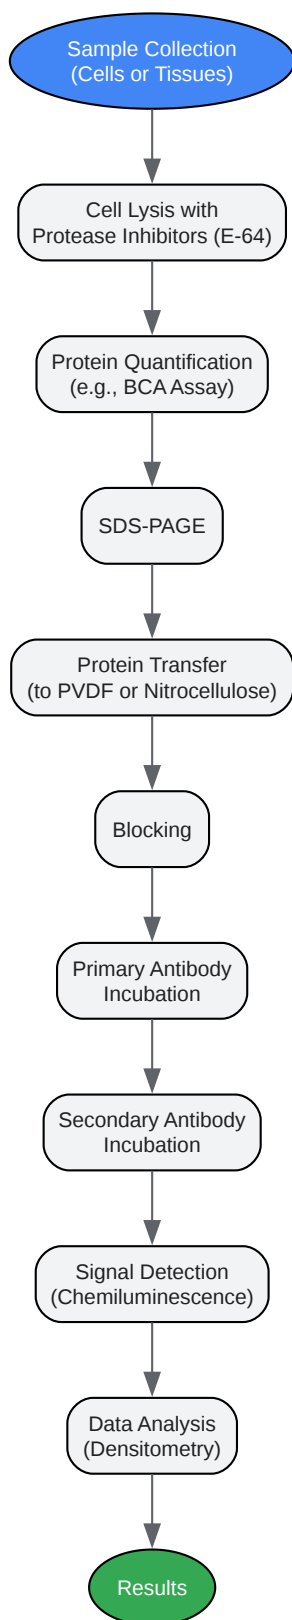 Sample Collection
(Cells or Tissues)
Cell Lysis with
Protease Inhibitors (E-64)
Protein Quantification
(e.g., BCA Assay)
SDS-PAGE
Protein Transfer
(to PVDF or Nitrocellulose)
Blocking
Primary Antibody
Incubation
Secondary Antibody
Incubation
Signal Detection
(Chemiluminescence)
Data Analysis
(Densitometry)
Results